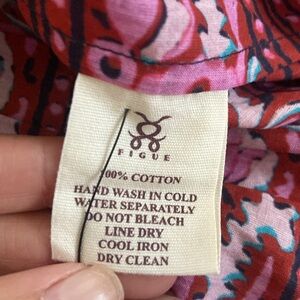 FIGUE
100% COTTON
HAND WASH IN COLD
WATER SEPARATELY
DO NOT BLEACH
LINE DRY
COOL IRON
DRY CLEAN